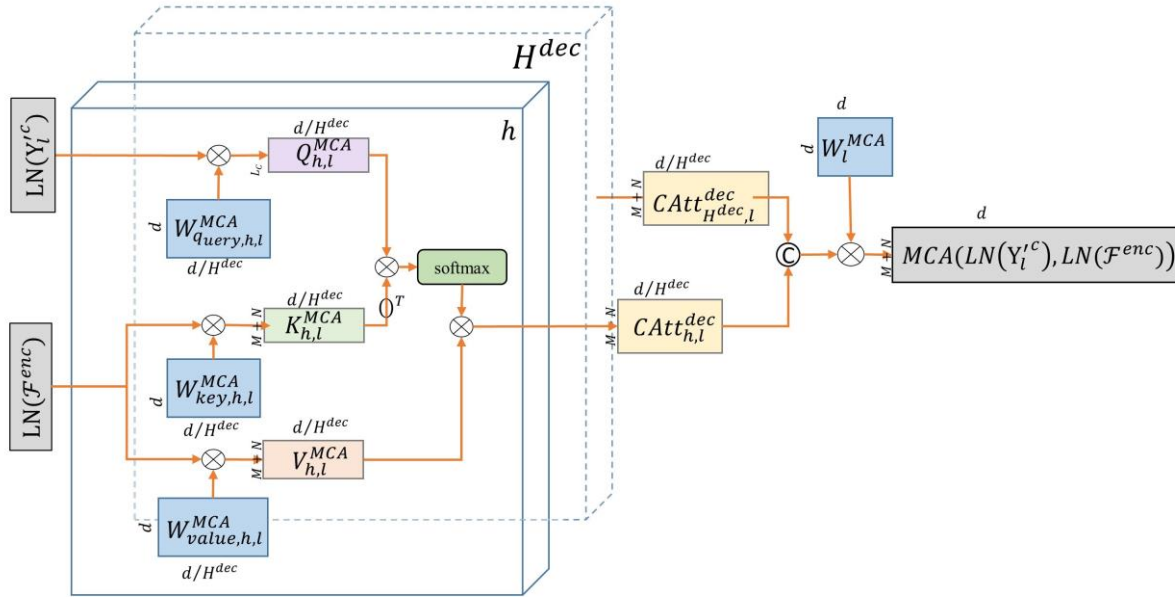 H^{dec}
h
LN(Y_l'^c)
d/H^{dec}
L_c
Q_{h,l}^{MCA}
d
W_{query,h,l}^{MCA}
d/H^{dec}
softmax
()^T
LN(ℱ^{enc})
d/H^{dec}
M + N
K_{h,l}^{MCA}
d
W_{key,h,l}^{MCA}
d/H^{dec}
d/H^{dec}
M + N
V_{h,l}^{MCA}
d
W_{value,h,l}^{MCA}
d/H^{dec}
d/H^{dec}
M + N
CAtt_{H^{dec},l}^{dec}
d/H^{dec}
M N
CAtt_{h,l}^{dec}
C
d
d
W_l^{MCA}
d
M + N
MCA(LN(Y_l'^c), LN(ℱ^{enc}))